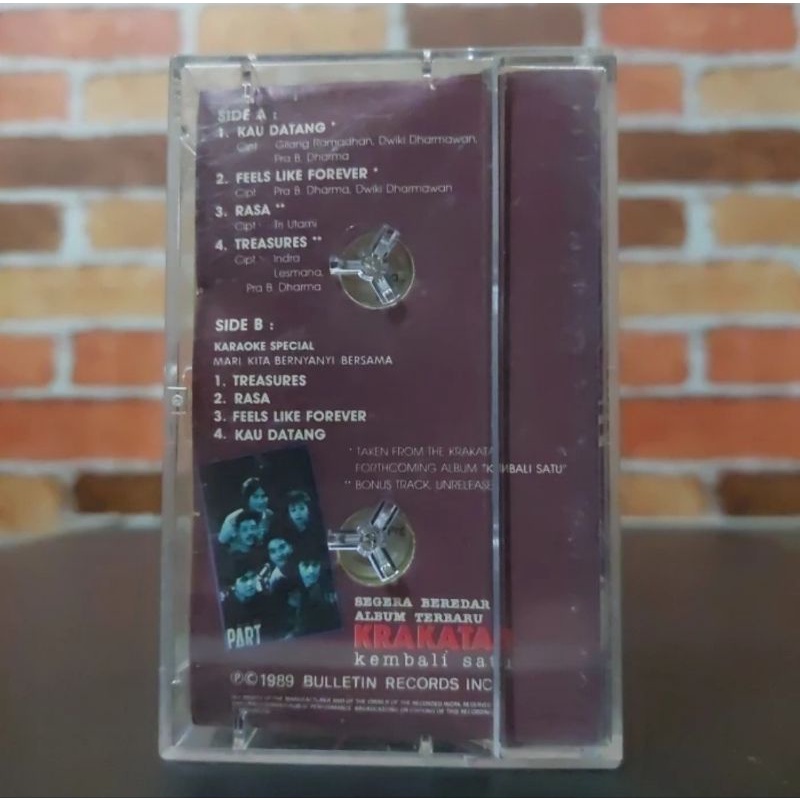 SIDE A :
1. KAU DATANG *
Cipt. Gilang Ramadhan, Dwiki Dharmawan,
Pra B. Dharma
2. FEELS LIKE FOREVER *
Cipt. Pra B. Dharma, Dwiki Dharmawan
3. RASA **
Cipt. Tri Utami
4. TREASURES **
Cipt. Indra
Lesmana,
Pra B. Dharma
SIDE B :
KARAOKE SPECIAL
MARI KITA BERNYANYI BERSAMA
1. TREASURES
2. RASA
3. FEELS LIKE FOREVER
4. KAU DATANG
* TAKEN FROM THE KRAKATA
FORTHCOMING ALBUM "KEMBALI SATU"
** BONUS TRACK, UNRELEASE
PART
SEGERA BEREDAR
ALBUM TERBARU
KRAKATA
kembali satu
℗©1989 BULLETIN RECORDS INC